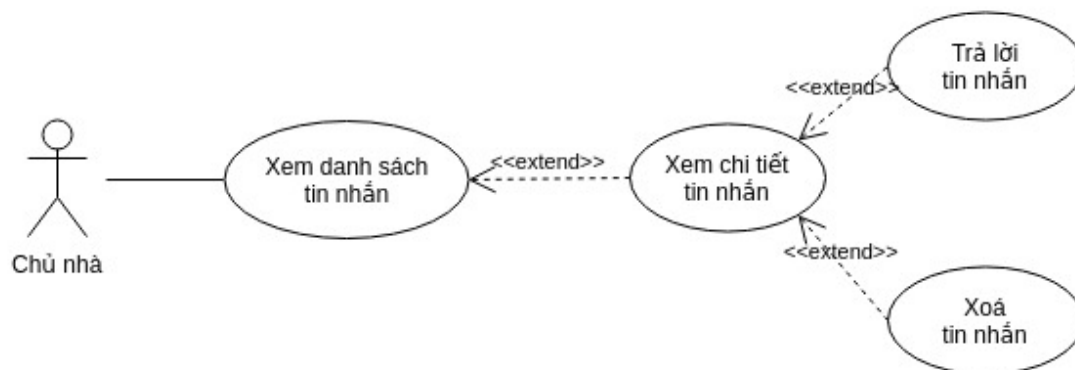 Trả lời
tin nhắn
<<extend>>
Xem danh sách
tin nhắn
<<extend>>
Xem chi tiết
tin nhắn
Chủ nhà
<<extend>>
Xoá
tin nhắn